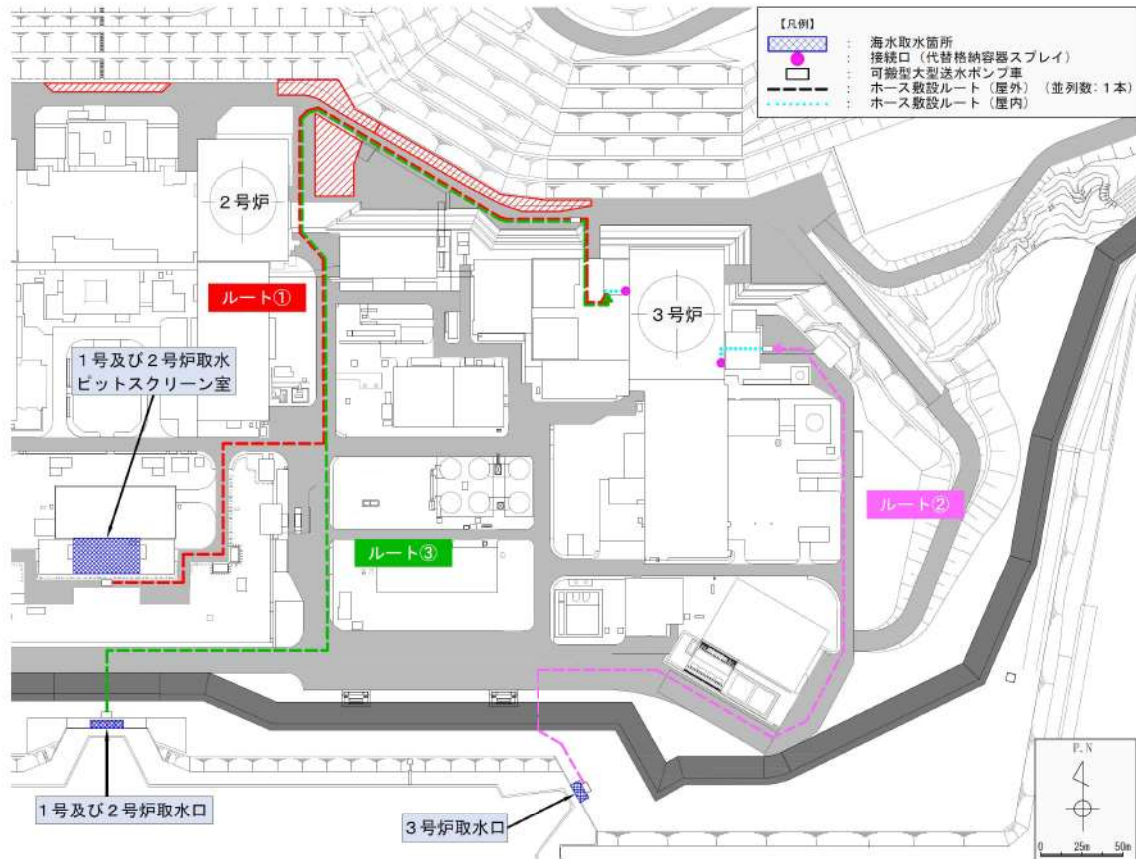 【凡例】
： 海水取水箇所
： 接続口（代替格納容器スプレイ）
： 可搬型大型送水ポンプ車
： ホース敷設ルート（屋外）（並列数：1本）
： ホース敷設ルート（屋内）
2号炉
ルート①
3号炉
1号及び2号炉取水
ピットスクリーン室
ルート②
ルート③
1号及び2号炉取水口
3号炉取水口
P.N
0 25m 50m